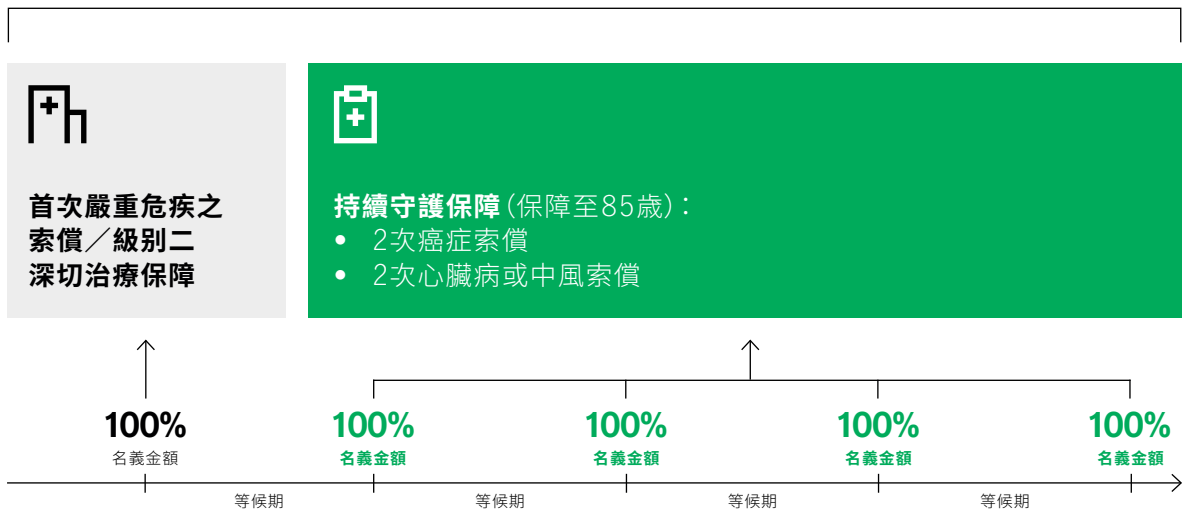 首次嚴重危疾之
索償／級別二
深切治療保障
持續守護保障(保障至85歲)：
• 2次癌症索償
• 2次心臟病或中風索償
100%
名義金額
100%
名義金額
100%
名義金額
100%
名義金額
100%
名義金額
等候期
等候期
等候期
等候期